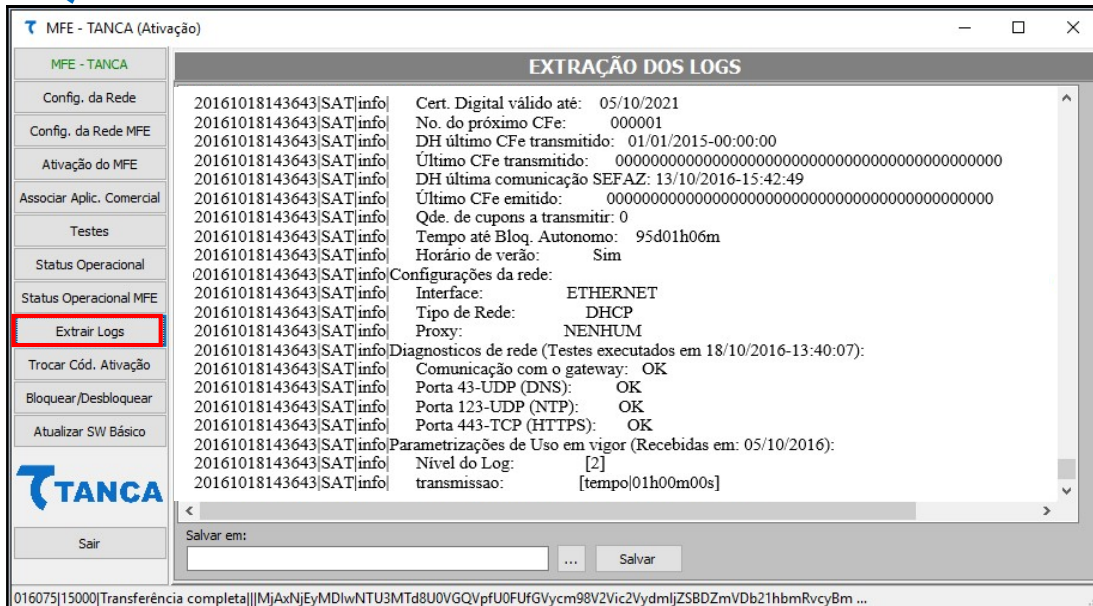 MFE - TANCA (Ativação)
MFE - TANCA
Config. da Rede
Config. da Rede MFE
Ativação do MFE
Associar Aplic. Comercial
Testes
Status Operacional
Status Operacional MFE
Extrair Logs
Trocar Cód. Ativação
Bloquear/Desbloquear
Atualizar SW Básico
TANCA
Sair
EXTRAÇÃO DOS LOGS
20161018143643|SAT|info| Cert. Digital válido até: 05/10/2021
20161018143643|SAT|info| No. do próximo CFe: 000001
20161018143643|SAT|info| DH último CFe transmitido: 01/01/2015-00:00:00
20161018143643|SAT|info| Último CFe transmitido: 00000000000000000000000000000000000000000000
20161018143643|SAT|info| DH última comunicação SEFAZ: 13/10/2016-15:42:49
20161018143643|SAT|info| Último CFe emitido: 00000000000000000000000000000000000000000000
20161018143643|SAT|info| Qde. de cupons a transmitir: 0
20161018143643|SAT|info| Tempo até Bloq. Autonomo: 95d01h06m
20161018143643|SAT|info| Horário de verão: Sim
20161018143643|SAT|info|Configurações da rede:
20161018143643|SAT|info| Interface: ETHERNET
20161018143643|SAT|info| Tipo de Rede: DHCP
20161018143643|SAT|info| Proxy: NENHUM
20161018143643|SAT|info|Diagnosticos de rede (Testes executados em 18/10/2016-13:40:07):
20161018143643|SAT|info| Comunicação com o gateway: OK
20161018143643|SAT|info| Porta 43-UDP (DNS): OK
20161018143643|SAT|info| Porta 123-UDP (NTP): OK
20161018143643|SAT|info| Porta 443-TCP (HTTPS): OK
20161018143643|SAT|info|Parametrizações de Uso em vigor (Recebidas em: 05/10/2016):
20161018143643|SAT|info| Nível do Log: [2]
20161018143643|SAT|info| transmissao: [tempo|01h00m00s]
Salvar em:
... Salvar
016075|15000|Transferência completa|||MjAxNjEyMDIwNTU3MTd8U0VGQVpfU0FUfGVycm98V2Vic2VydmljZSBDZmVDb21hbmRvcyBm ...